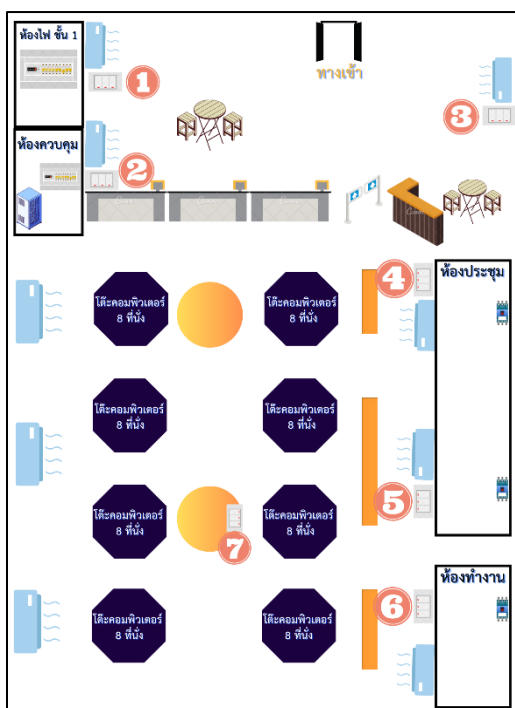 ห้องไฟ ชั้น 1
1
ทางเข้า
3
ห้องควบคุม
2
4
ห้องประชุม
โต๊ะคอมพิวเตอร์
8 ที่นั่ง
โต๊ะคอมพิวเตอร์
8 ที่นั่ง
โต๊ะคอมพิวเตอร์
8 ที่นั่ง
โต๊ะคอมพิวเตอร์
8 ที่นั่ง
5
โต๊ะคอมพิวเตอร์
8 ที่นั่ง
โต๊ะคอมพิวเตอร์
8 ที่นั่ง
7
ห้องทำงาน
6
โต๊ะคอมพิวเตอร์
8 ที่นั่ง
โต๊ะคอมพิวเตอร์
8 ที่นั่ง